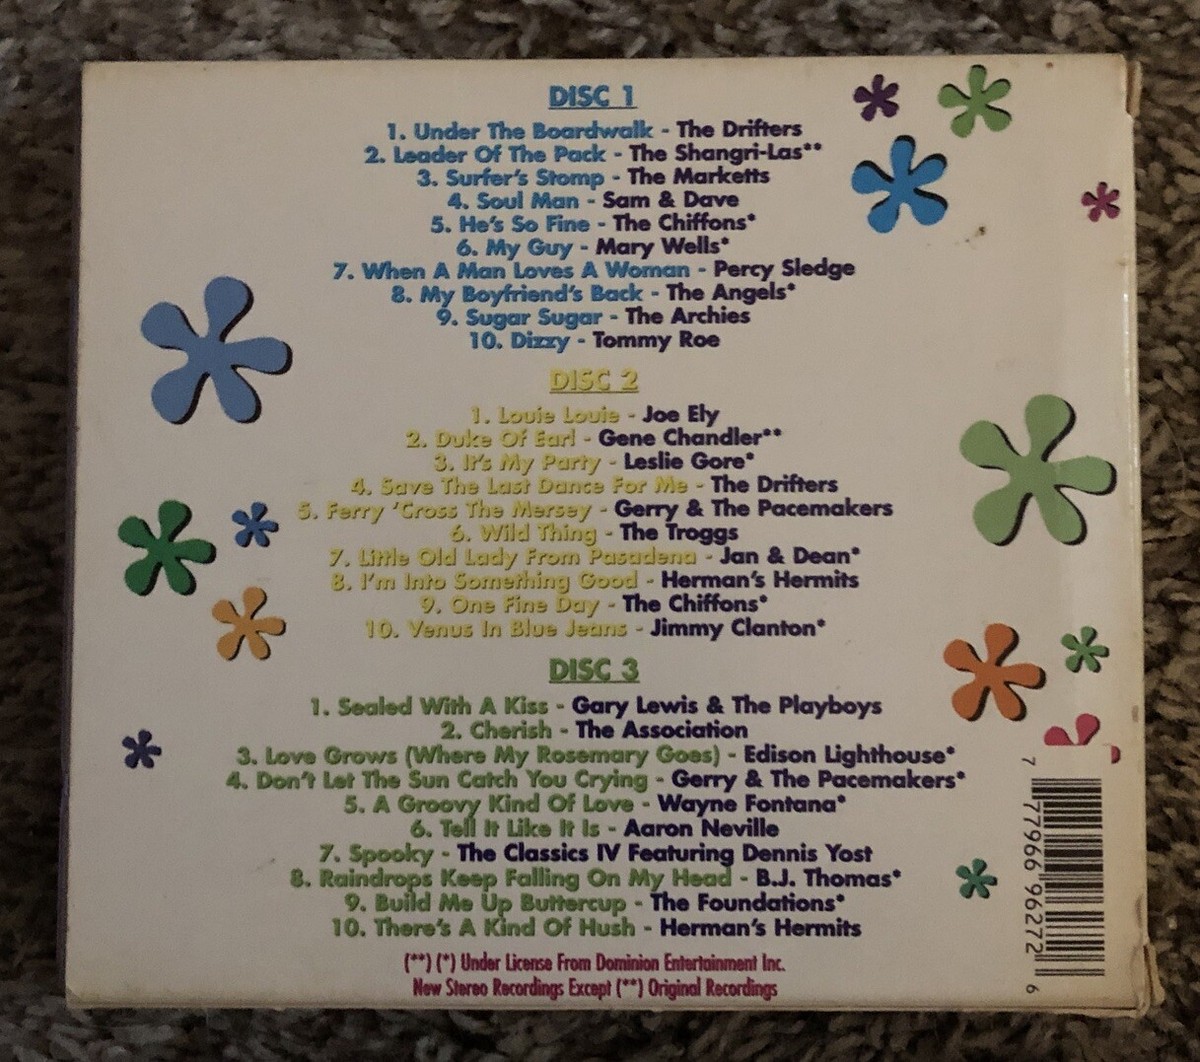 DISC 1
1. Under The Boardwalk - The Drifters
2. Leader Of The Pack - The Shangri-Las**
3. Surfer's Stomp - The Marketts
4. Soul Man - Sam & Dave
5. He's So Fine - The Chiffons*
6. My Guy - Mary Wells*
7. When A Man Loves A Woman - Percy Sledge
8. My Boyfriend's Back - The Angels*
9. Sugar Sugar - The Archies
10. Dizzy - Tommy Roe
DISC 2
1. Louie Louie - Joe Ely
2. Duke Of Earl - Gene Chandler**
3. It's My Party - Leslie Gore*
4. Save The Last Dance For Me - The Drifters
5. Ferry 'Cross The Mersey - Gerry & The Pacemakers
6. Wild Thing - The Troggs
7. Little Old Lady From Pasadena - Jan & Dean*
8. I'm Into Something Good - Herman's Hermits
9. One Fine Day - The Chiffons*
10. Venus In Blue Jeans - Jimmy Clanton*
DISC 3
1. Sealed With A Kiss - Gary Lewis & The Playboys
2. Cherish - The Association
3. Love Grows (Where My Rosemary Goes) - Edison Lighthouse*
4. Don't Let The Sun Catch You Crying - Gerry & The Pacemakers*
5. A Groovy Kind Of Love - Wayne Fontana*
6. Tell It Like It Is - Aaron Neville
7. Spooky - The Classics IV Featuring Dennis Yost
8. Raindrops Keep Falling On My Head - B.J. Thomas*
9. Build Me Up Buttercup - The Foundations*
10. There's A Kind Of Hush - Herman's Hermits
(**) (*) Under License From Dominion Entertainment Inc.
New Stereo Recordings Except (**) Original Recordings
7 77966 96272 6